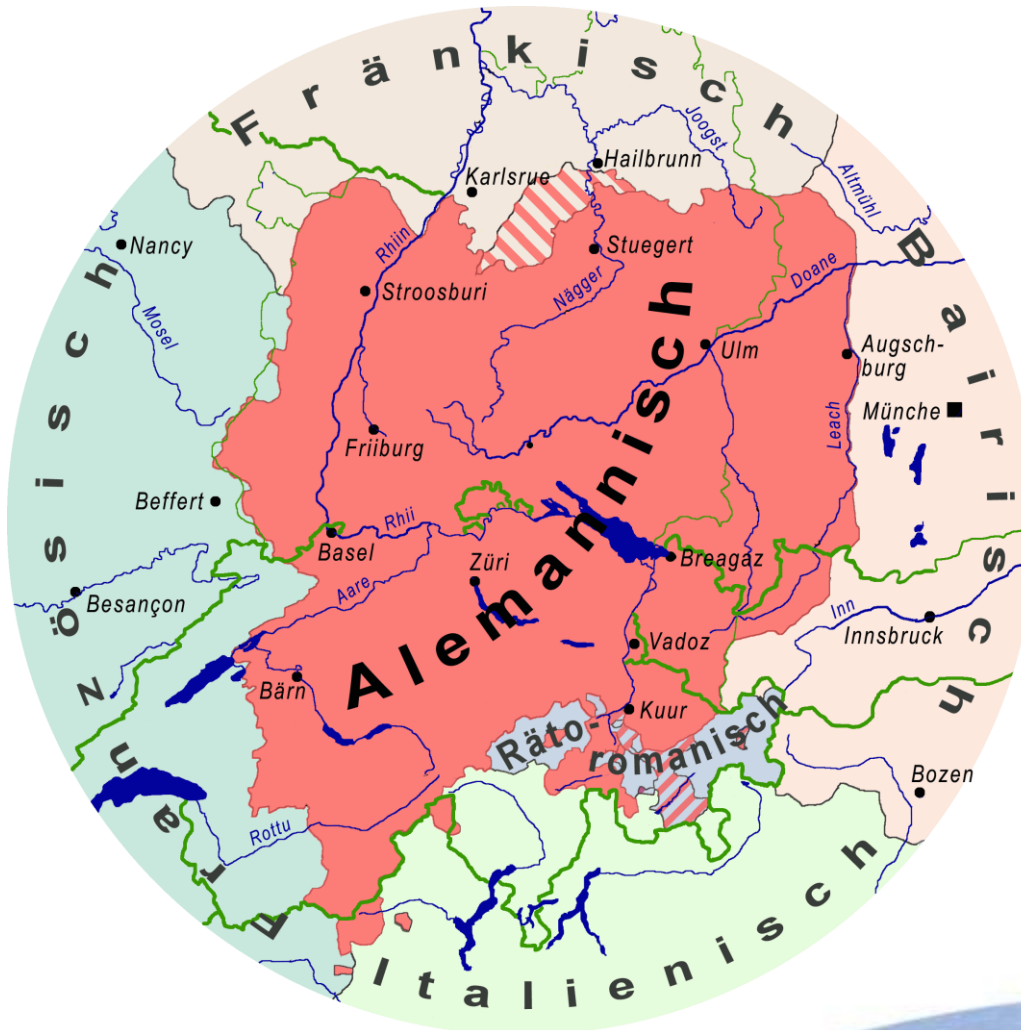 Fränkisch
Bairisch
Italienisch
Französisch
Alemannisch
Räto-
romanisch
Karlsrue
Hailbrunn
Joogst
Altmühl
Nancy
Mosel
Rhiin
Stuegert
Nägger
Doane
Stroosburi
Ulm
Augsch-
burg
Leach
Münche
Friiburg
Beffert
Basel
Rhii
Züri
Breagaz
Besançon
Aare
Inn
Innsbruck
Vadoz
Bärn
Kuur
Bozen
Rottu